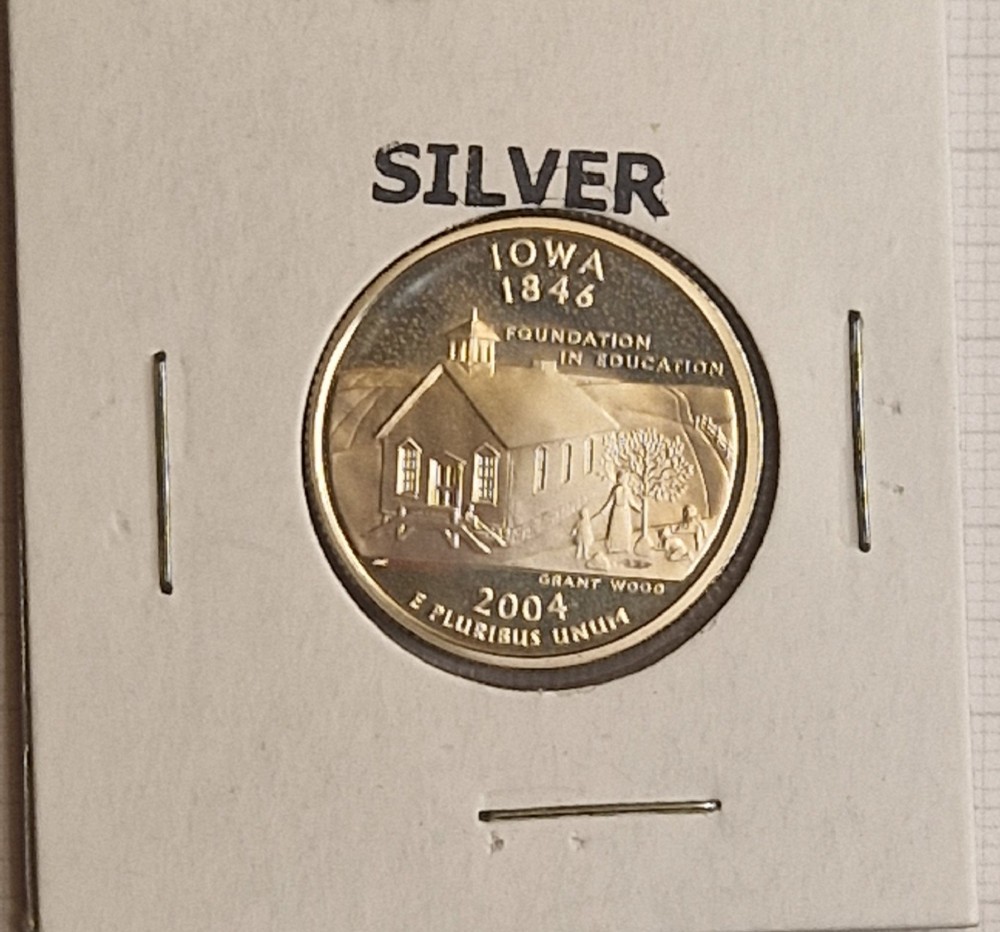 SILVER
IOWA
1846
FOUNDATION
IN EDUCATION
GRANT WOOD
2004
E PLURIBUS UNUM